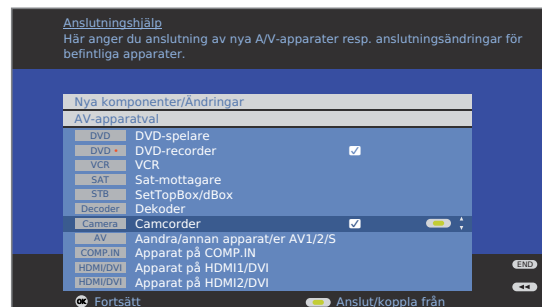 Anslutningshjälp
Här anger du anslutning av nya A/V-apparater resp. anslutningsändringar för
befintliga apparater.
Nya komponenter/Ändringar
AV-apparatval
DVD DVD-spelare
DVD • DVD-recorder
VCR VCR
SAT Sat-mottagare
STB SetTopBox/dBox
Decoder Dekoder
Camera Camcorder
AV Aandra/annan apparat/er AV1/2/S
COMP.IN Apparat på COMP.IN
HDMI/DVI Apparat på HDMI1/DVI
HDMI/DVI Apparat på HDMI2/DVI
END
OK Fortsätt Anslut/koppla från